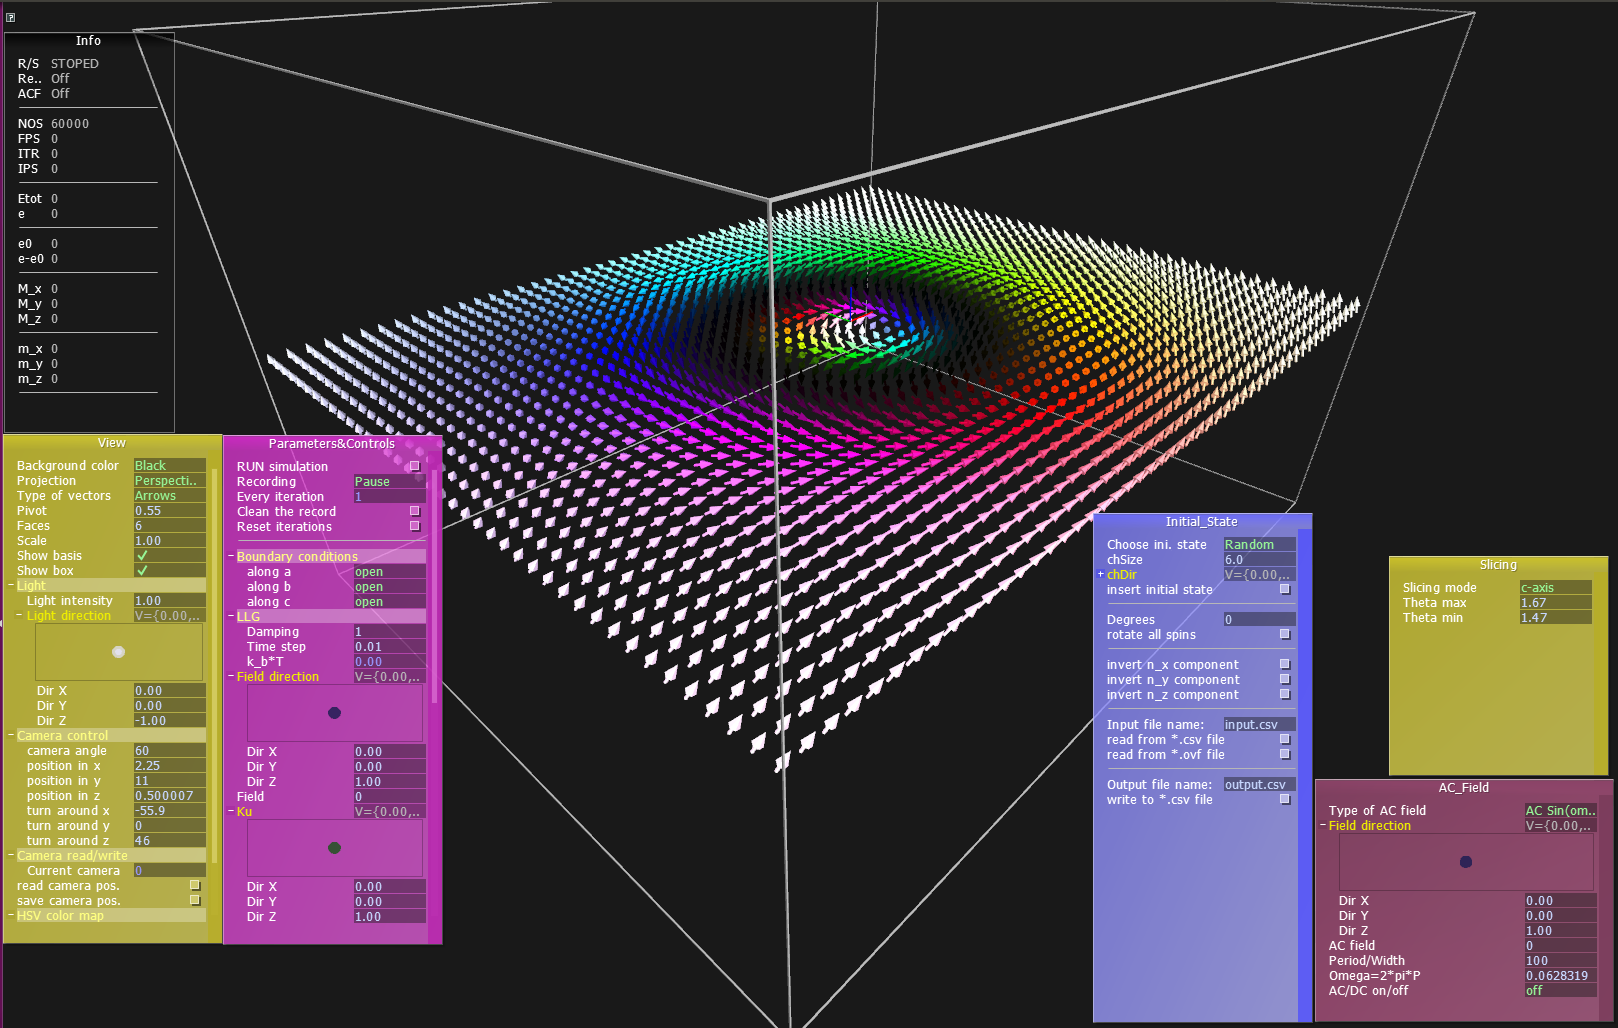 ?
Info
R/S STOPED
Re.. Off
ACF Off
NOS 60000
FPS 0
ITR 0
IPS 0
Etot 0
e 0
e0 0
e-e0 0
M_x 0
M_y 0
M_z 0
m_x 0
m_y 0
m_z 0
View
Background color Black
Projection Perspecti..
Type of vectors Arrows
Pivot 0.55
Faces 6
Scale 1.00
Show basis ✓
Show box ✓
− Light
Light intensity 1.00
− Light direction V={0.00,..
Dir X 0.00
Dir Y 0.00
Dir Z -1.00
− Camera control
camera angle 60
position in x 2.25
position in y 11
position in z 0.500007
turn around x -55.9
turn around y 0
turn around z 46
− Camera read/write
Current camera 0
read camera pos.
save camera pos.
− HSV color map
Parameters&Controls
RUN simulation
Recording Pause
Every iteration 1
Clean the record
Reset iterations
− Boundary conditions
along a open
along b open
along c open
− LLG
Damping 1
Time step 0.01
k_b*T 0.00
− Field direction V={0.00,..
Dir X 0.00
Dir Y 0.00
Dir Z 1.00
Field 0
− Ku V={0.00,..
Dir X 0.00
Dir Y 0.00
Dir Z 1.00
Initial_State
Choose ini. state Random
chSize 6.0
+ chDir V={0.00,..
insert initial state
Degrees 0
rotate all spins
invert n_x component
invert n_y component
invert n_z component
Input file name: input.csv
read from *.csv file
read from *.ovf file
Output file name: output.csv
write to *.csv file
Slicing
Slicing mode c-axis
Theta max 1.67
Theta min 1.47
AC_Field
Type of AC field AC Sin(om..
− Field direction V={0.00,..
Dir X 0.00
Dir Y 0.00
Dir Z 1.00
AC field 0
Period/Width 100
Omega=2*pi*P 0.0628319
AC/DC on/off off